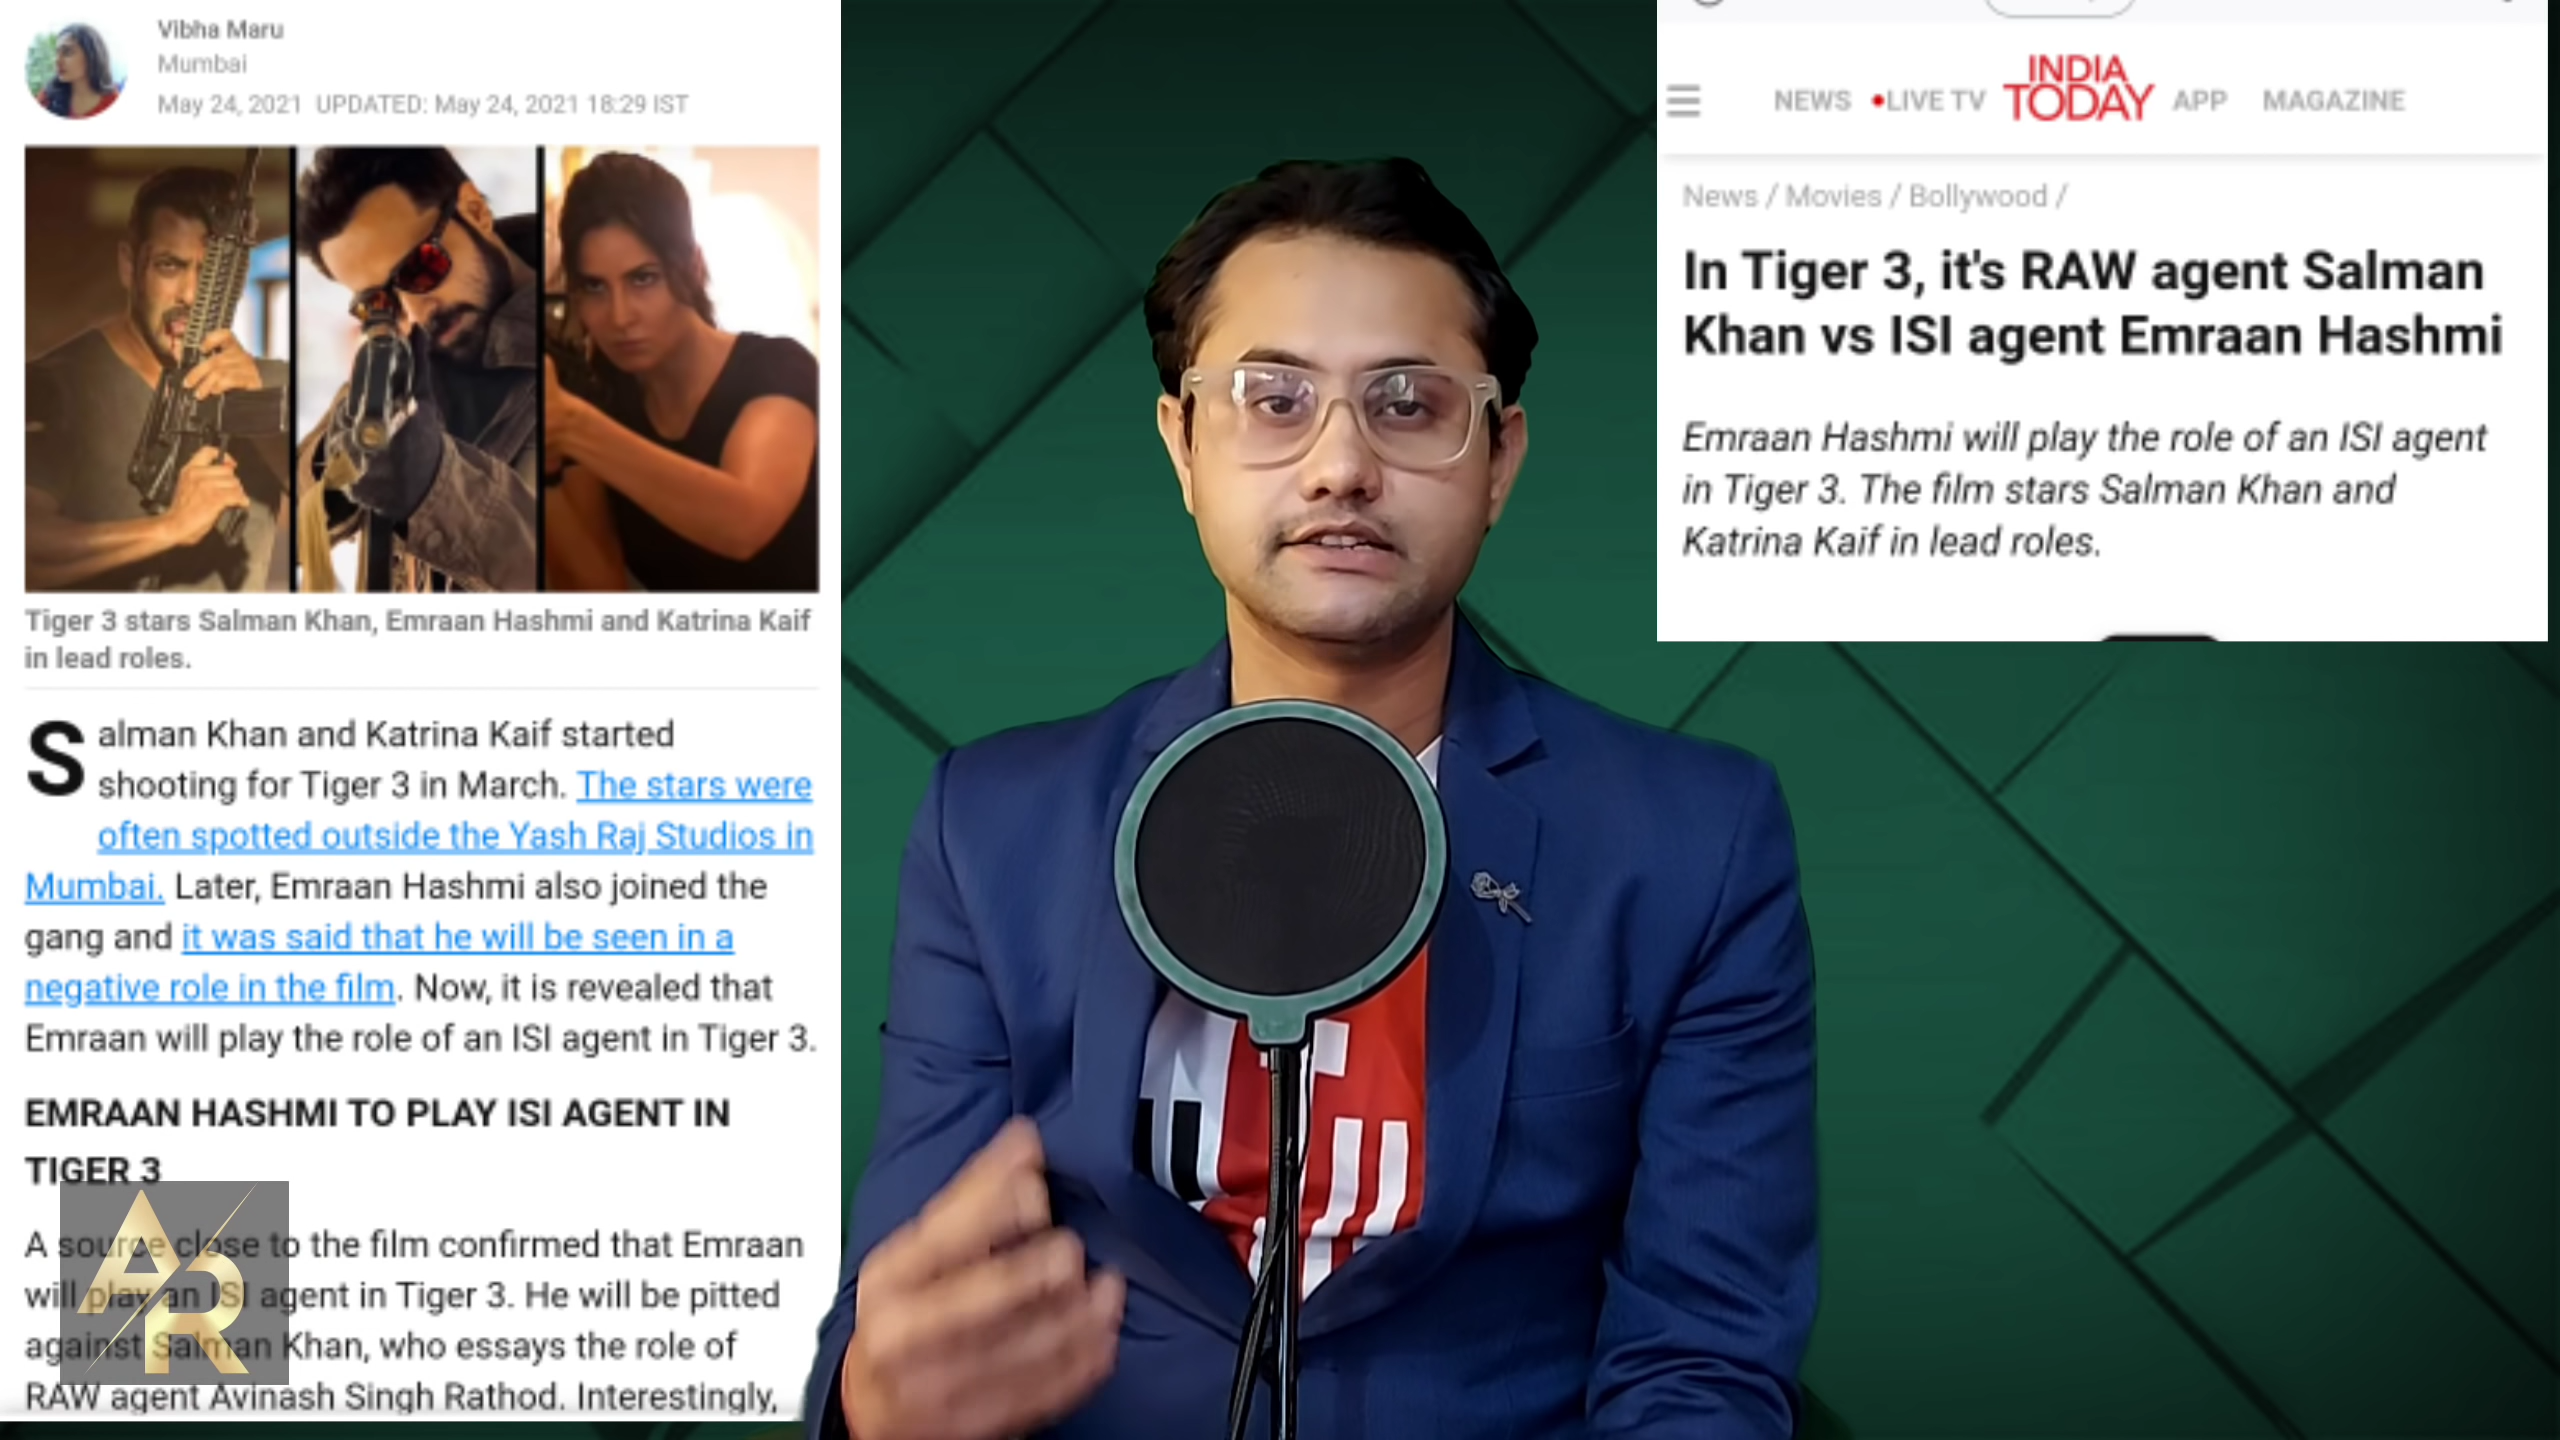 Vibha Maru
Mumbai
May 24, 2021 UPDATED: May 24, 2021 18:29 IST
Tiger 3 stars Salman Khan, Emraan Hashmi and Katrina Kaif
in lead roles.
Salman Khan and Katrina Kaif started
shooting for Tiger 3 in March. The stars were
often spotted outside the Yash Raj Studios in
Mumbai. Later, Emraan Hashmi also joined the
gang and it was said that he will be seen in a
negative role in the film. Now, it is revealed that
Emraan will play the role of an ISI agent in Tiger 3.
EMRAAN HASHMI TO PLAY ISI AGENT IN
TIGER 3
A source close to the film confirmed that Emraan
will play an ISI agent in Tiger 3. He will be pitted
against Salman Khan, who essays the role of
RAW agent Avinash Singh Rathod. Interestingly,
AR
INDIA
TODAY
NEWS LIVE TV APP MAGAZINE
News / Movies / Bollywood /
In Tiger 3, it's RAW agent Salman
Khan vs ISI agent Emraan Hashmi
Emraan Hashmi will play the role of an ISI agent
in Tiger 3. The film stars Salman Khan and
Katrina Kaif in lead roles.